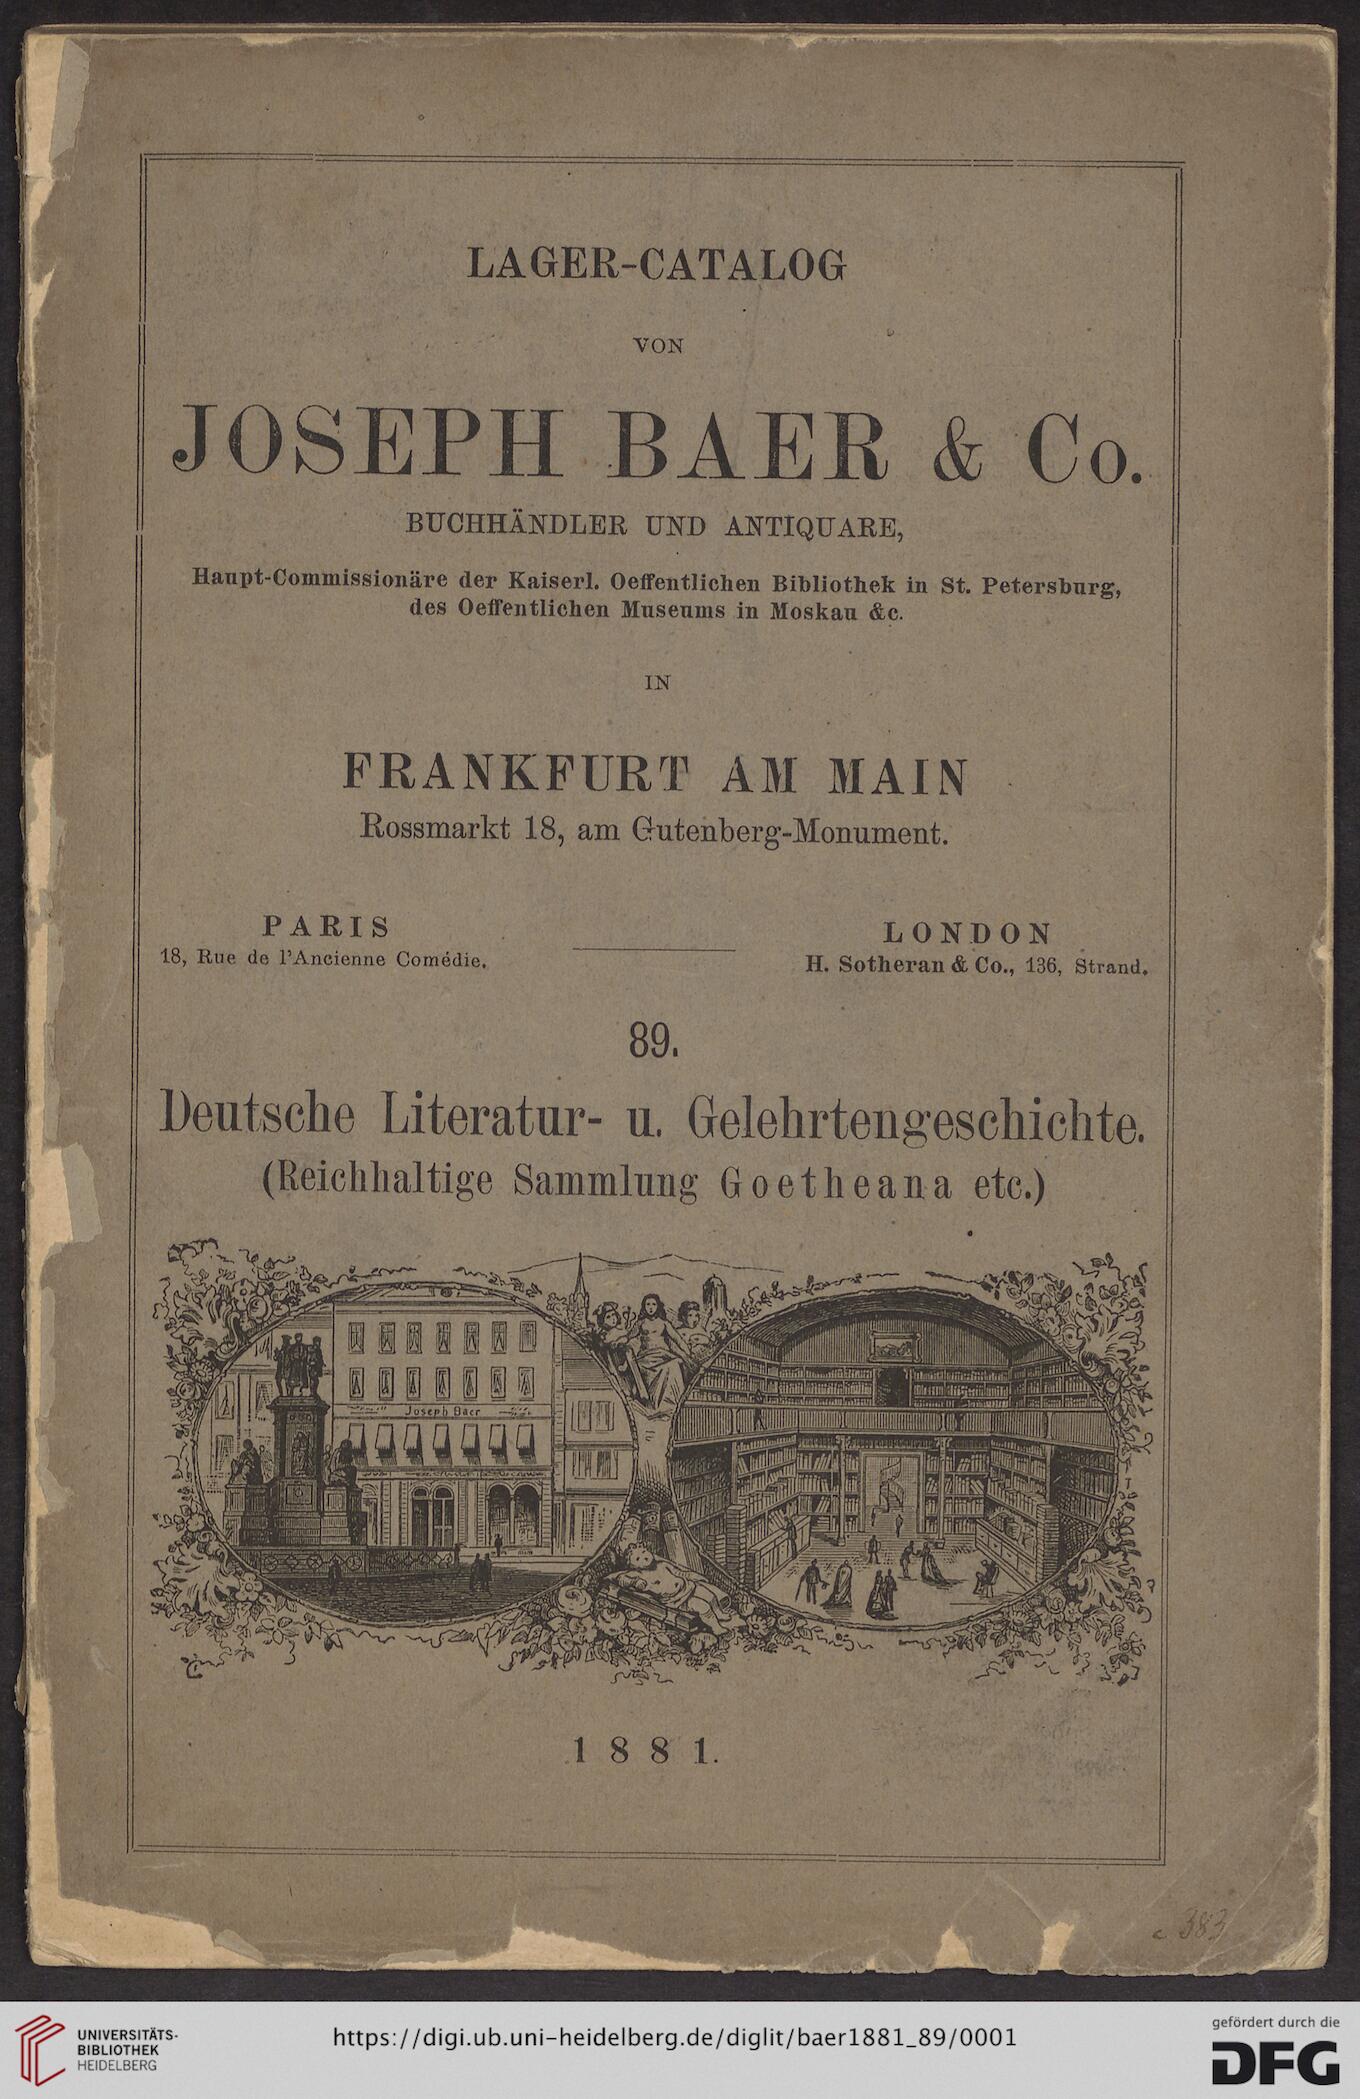 LAGER-CATALOG
VON
JOSEPH BAER & Co.
BUCHHÄNDLER UND ANTIQUARE,
Haupt-Commissionäre der Kaiserl. Oeffentlichen Bibliothek in St. Petersburg,
des Oeffentlichen Museums in Moskau &c.
IN
FRANKFURT AM MAIN
Rossmarkt 18, am Gutenberg-Monument.
PARIS
18, Rue de l'Ancienne Comédie.
LONDON
H. Sotheran & Co., 136, Strand.
89.
Deutsche Literatur- u. Gelehrtengeschichte.
(Reichhaltige Sammlung Goetheana etc.)
Joseph Baer
1881.
c 383
UNIVERSITÄTS-
BIBLIOTHEK
HEIDELBERG
https://digi.ub.uni-heidelberg.de/diglit/baer1881_89/0001
gefördert durch die
DFG